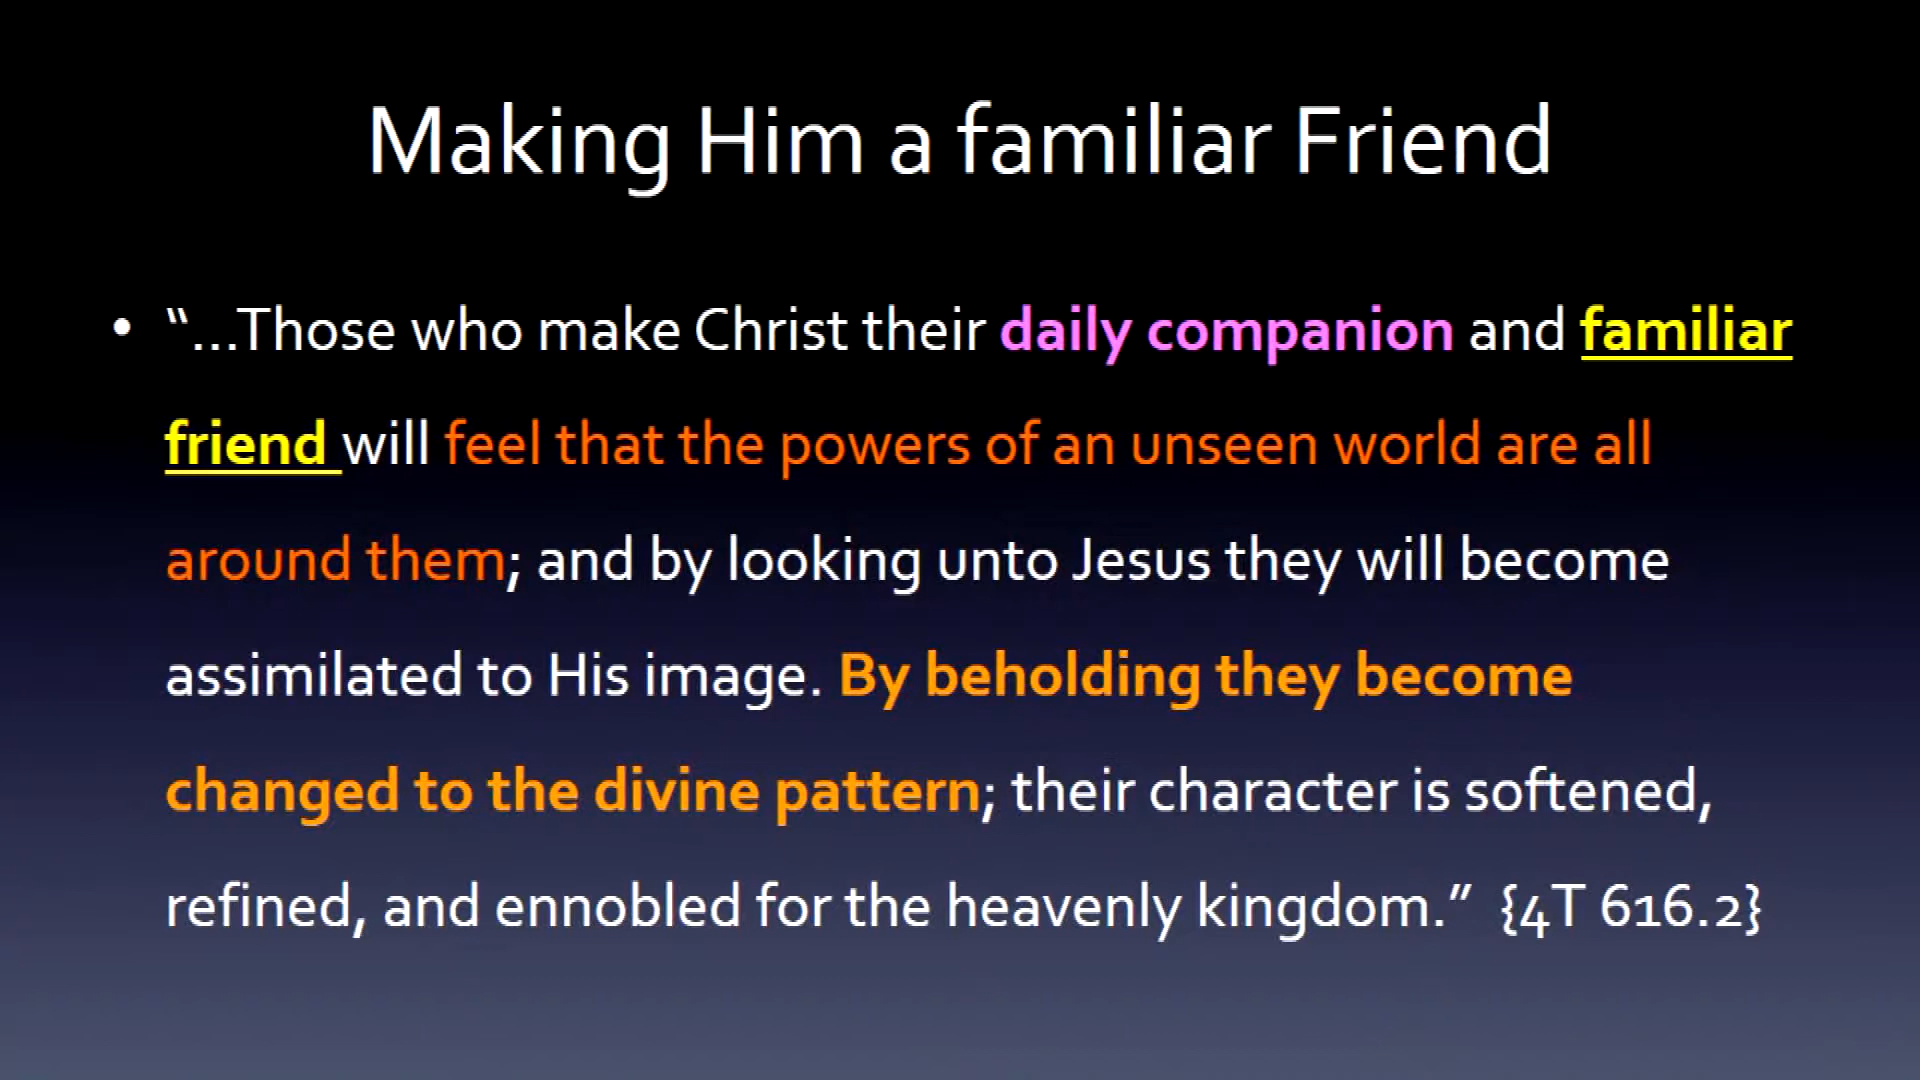 Making Him a familiar Friend
• “...Those who make Christ their daily companion and familiar
friend will feel that the powers of an unseen world are all
around them; and by looking unto Jesus they will become
assimilated to His image. By beholding they become
changed to the divine pattern; their character is softened,
refined, and ennobled for the heavenly kingdom.” {4T 616.2}